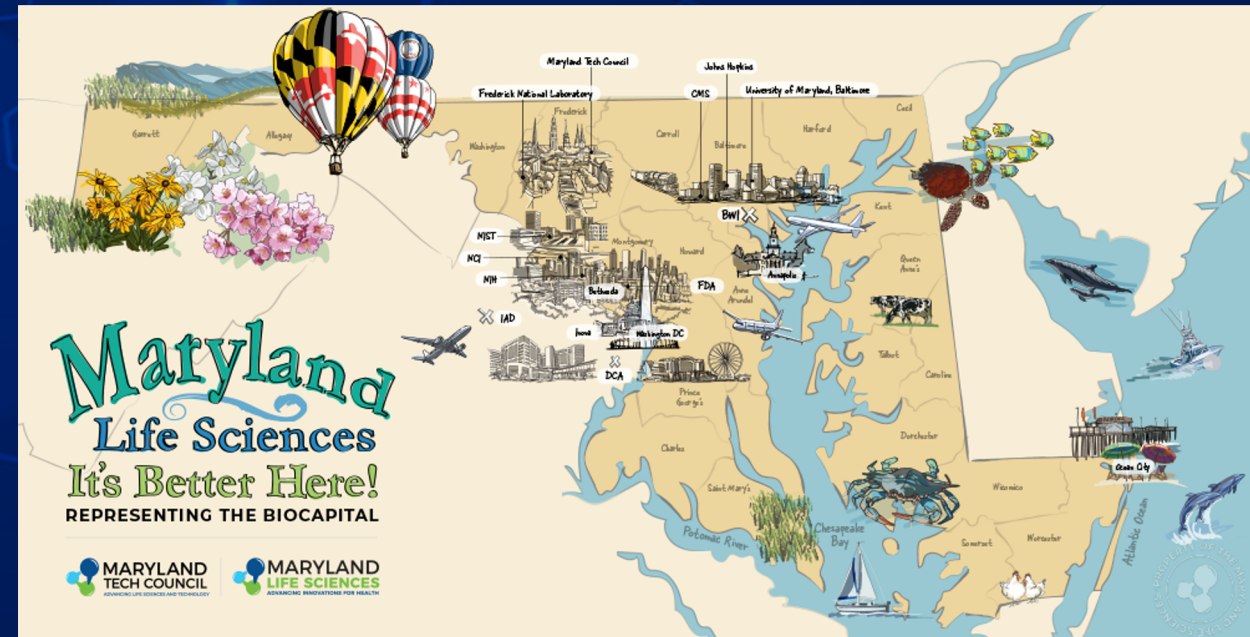 Maryland Tech Council
Johns Hopkins
Frederick National Laboratory
CMS
University of Maryland, Baltimore
Frederick
Cecil
Garrett
Allegany
Washington
Carroll
Baltimore
Harford
Kent
BWI
NIST
Montgomery
Howard
NCI
Queen
Anne's
Annapolis
NIH
Bethesda
FDA
Anne
Arundel
IAD
Inova
Washington DC
Talbot
DCA
Caroline
Prince
George's
Maryland
Life Sciences
It's Better Here!
REPRESENTING THE BIOCAPITAL
Charles
Dorchester
Ocean City
Saint Mary's
Wicomico
Potomac River
Chesapeake
Bay
Somerset
Worcester
Atlantic Ocean
MARYLAND
TECH COUNCIL
ADVANCING LIFE SCIENCES AND TECHNOLOGY
MARYLAND
LIFE SCIENCES
ADVANCING INNOVATIONS FOR HEALTH
PROPERTY OF THE